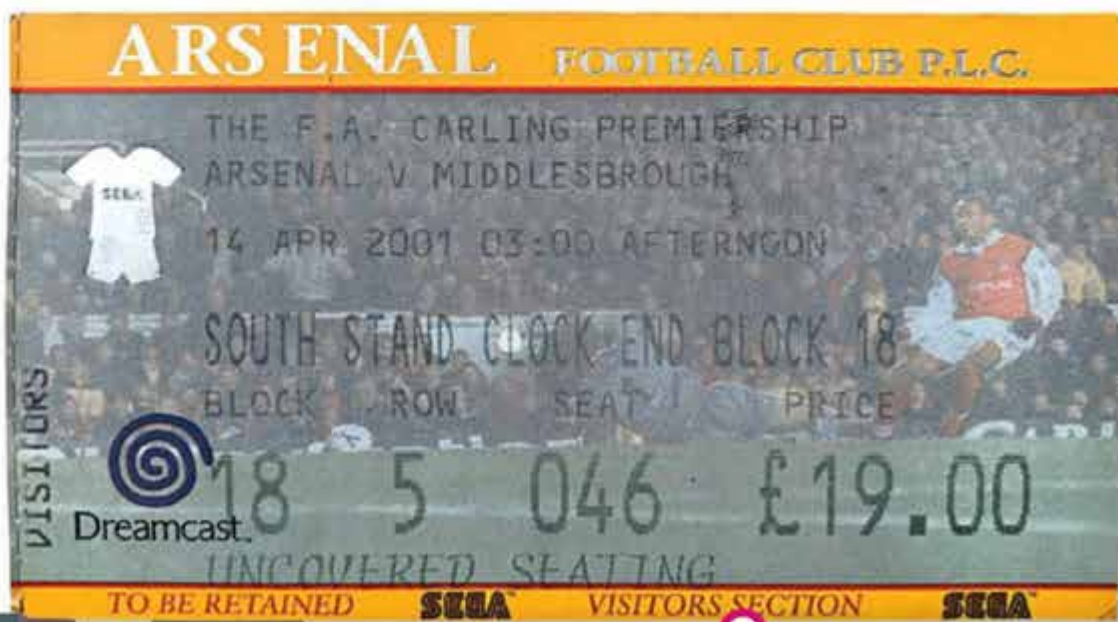 ARSENAL FOOTBALL CLUB P.L.C.
THE F.A. CARLING PREMIERSHIP
ARSENAL V MIDDLESBROUGH
SEGA
14 APR 2001 03:00 AFTERNOON
SOUTH STAND CLOCK END BLOCK 18
BLOCK ROW SEAT PRICE
18 5 046 £19.00
VISITORS
Dreamcast
UNCOVERED SEATING
TO BE RETAINED SEGA VISITORS SECTION SEGA